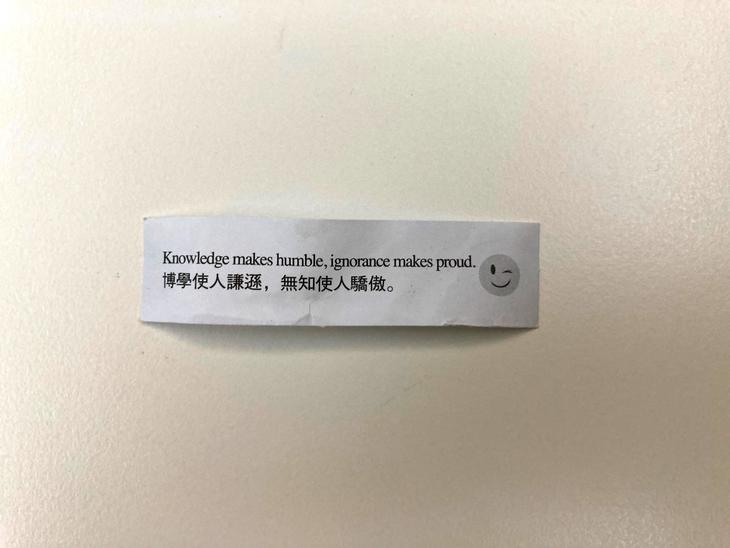 Knowledge makes humble, ignorance makes proud.
博學使人謙遜，無知使人驕傲。